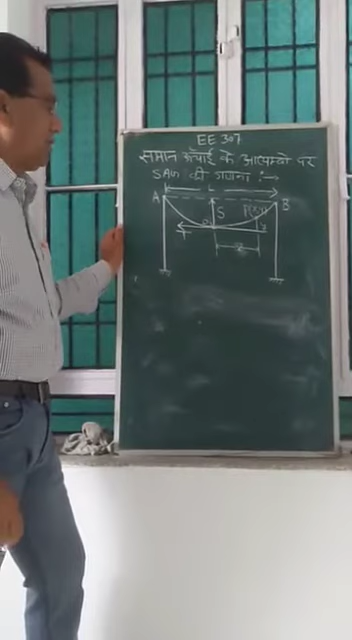 EE 307
समान ऊँचाई के आलम्बों पर
SAG की गणना :→
L
A
B
S
P(x,y)
O
y
T
x